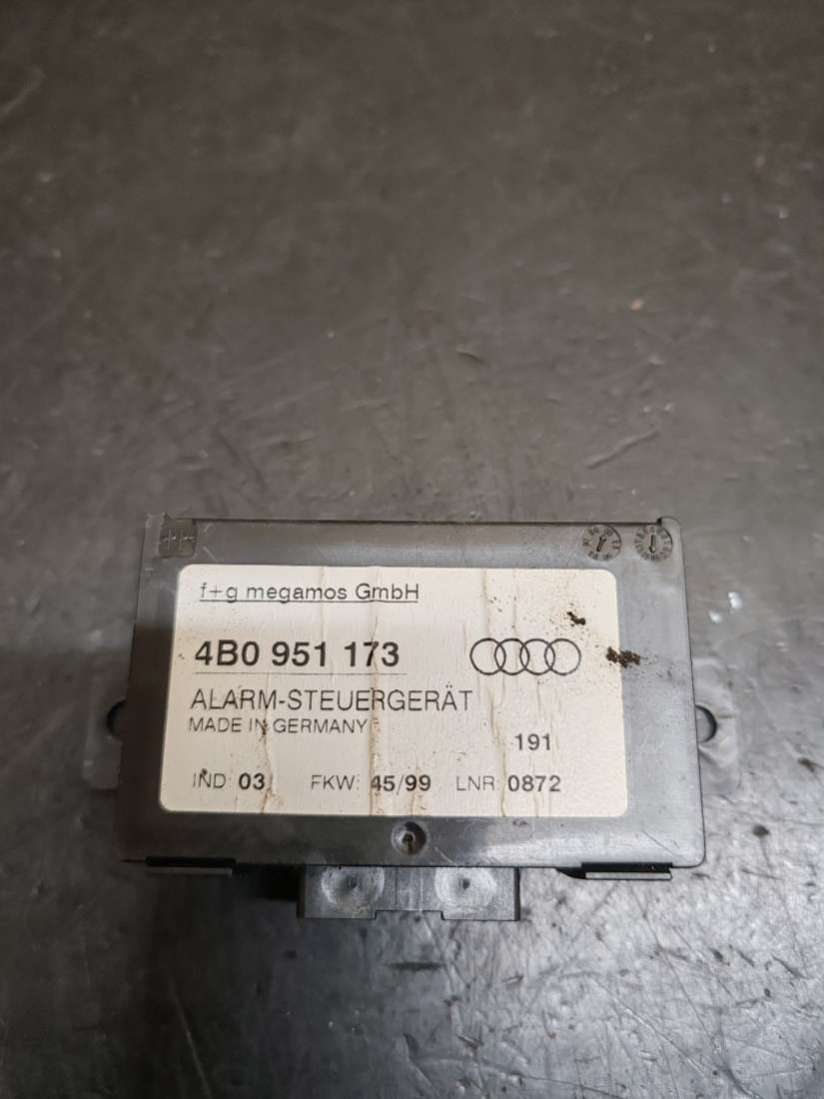 f+g megamos GmbH
4B0 951 173
ALARM-STEUERGERÄT
MADE IN GERMANY
191
IND: 03 FKW: 45/99 LNR 0872